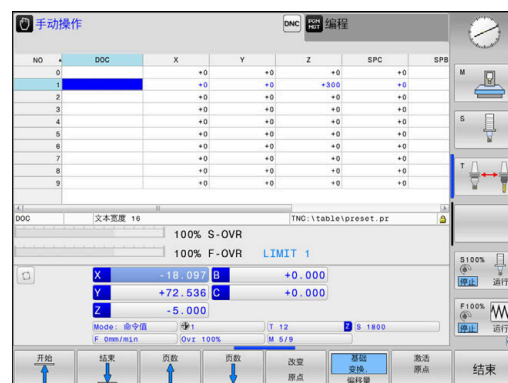 手动操作 DNC PGM MGT 编程
NO DOC X Y Z SPC SPB
0 +0 +0 +0 +0
1 +0 +0 +300 +0
2 +0 +0 +0 +0
3 +0 +0 +0 +0
4 +0 +0 +0 +0
5 +0 +0 +0 +0
6 +0 +0 +0 +0
7 +0 +0 +0 +0
8 +0 +0 +0 +0
9 +0 +0 +0 +0
DOC 文本宽度 16 TNC:\table\preset.pr
100% S-OVR
100% F-OVR LIMIT 1
X -18.097 B +0.000
Y +72.536 C +0.000
Z -5.000
Mode: 命令值 1 T 12 Z S 1800
F 0mm/min Ovr 100% M 5/9
M
S
T
S100%
停止 运行
F100%
停止 运行
开始 结束 页数 页数 改变 原点 基础 变换. 偏移量 激活 原点 结束